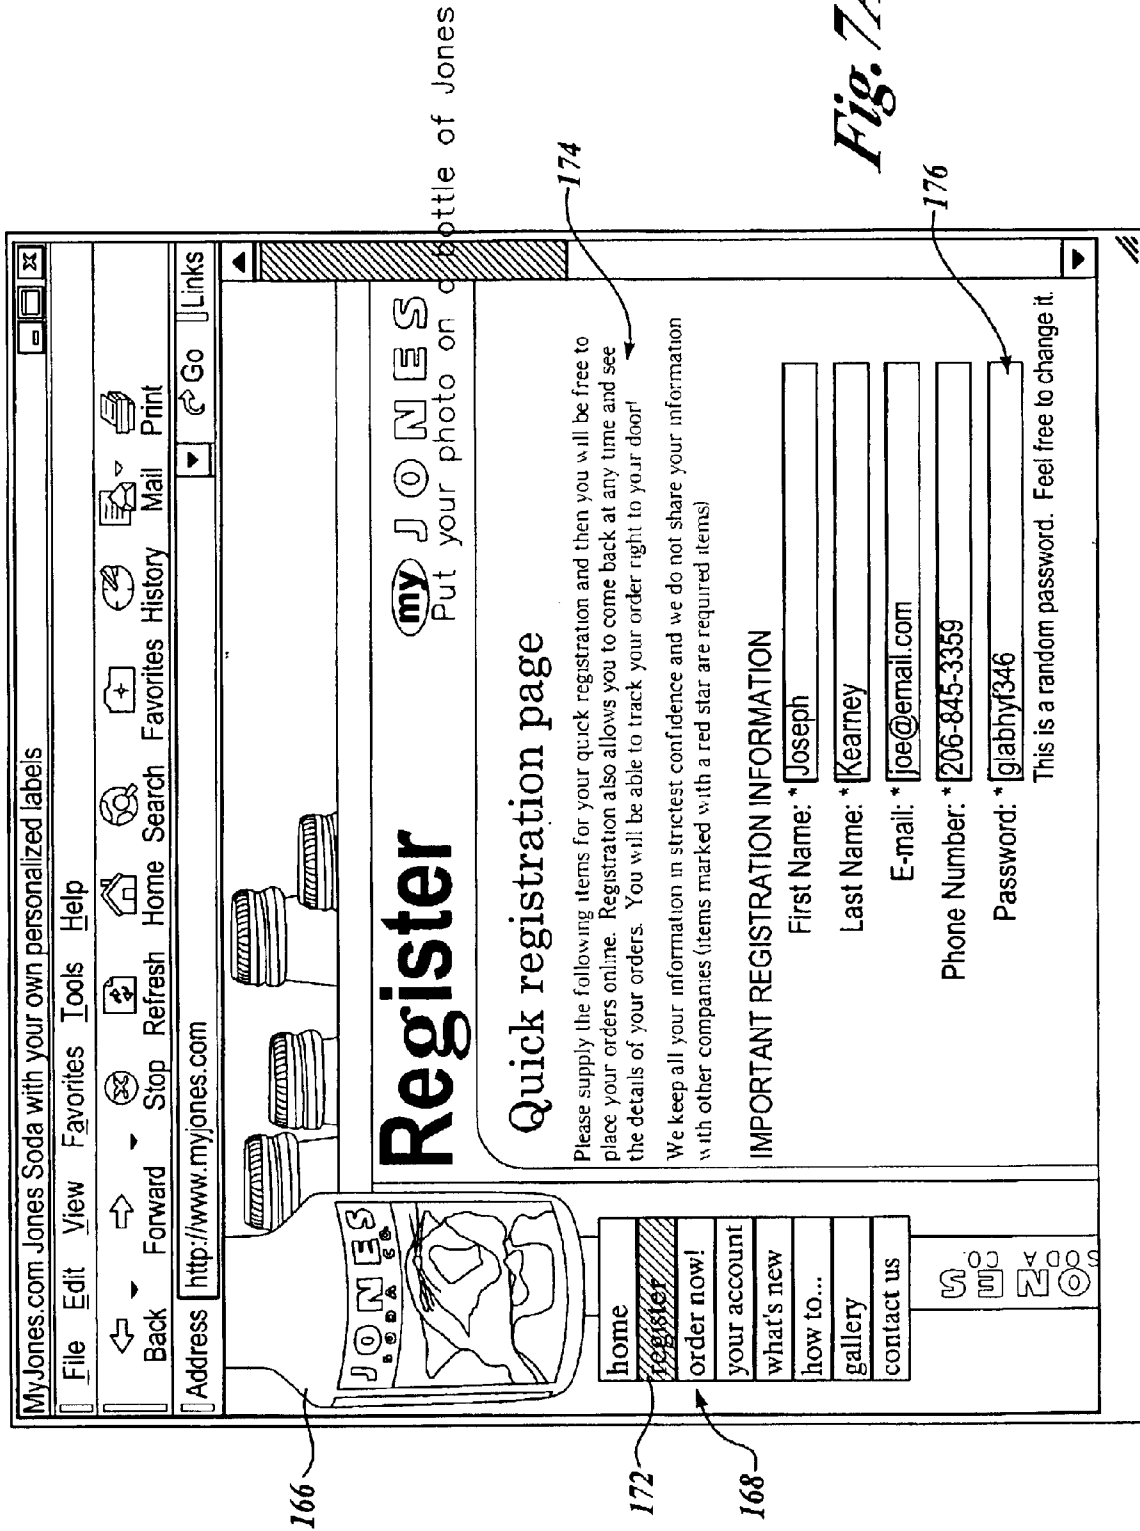 MyJones.com Jones Soda with your own personalized labels
File Edit View Favorites Tools Help
Back Forward Stop Refresh Home Search Favorites History Mail Print
Address http://www.myjones.com Go Links
JONES
SODA CO.
Register
my JONES
Put your photo on a bottle of Jones
Quick registration page
Please supply the following items for your quick registration and then you will be free to
place your orders online. Registration also allows you to come back at any time and see
the details of your orders. You will be able to track your order right to your door!
We keep all your information in strictest confidence and we do not share your information
with other companies (items marked with a red star are required items)
IMPORTANT REGISTRATION INFORMATION
First Name: * Joseph
Last Name: * Kearney
E-mail: * joe@email.com
Phone Number: * 206-845-3359
Password: * glabhyf346
This is a random password. Feel free to change it.
home
register
order now!
your account
what's new
how to...
gallery
contact us
ONES
SODA CO.
166
172
168
174
176
Fig. 7A